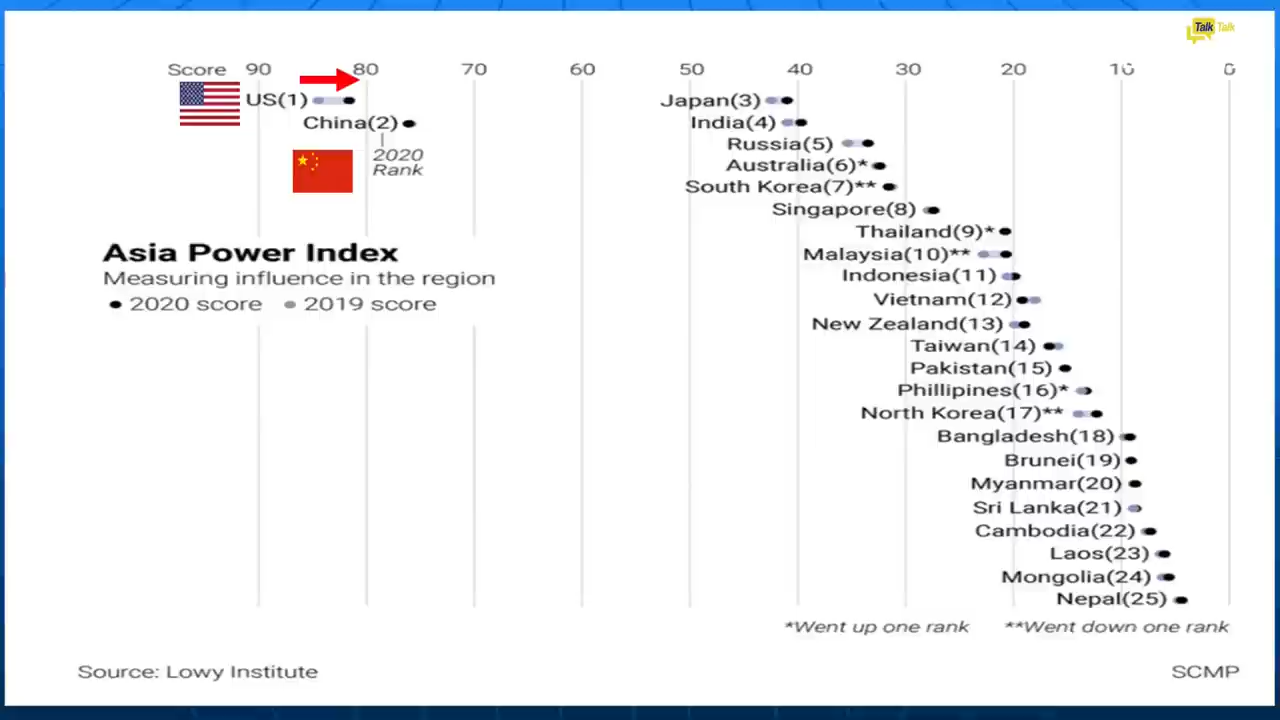 Talk Talk
Score 90 80 70 60 50 40 30 20 10 0
US(1)
China(2)
2020
Rank
Asia Power Index
Measuring influence in the region
2020 score 2019 score
Japan(3)
India(4)
Russia(5)
Australia(6)*
South Korea(7)**
Singapore(8)
Thailand(9)*
Malaysia(10)**
Indonesia(11)
Vietnam(12)
New Zealand(13)
Taiwan(14)
Pakistan(15)
Phillipines(16)*
North Korea(17)**
Bangladesh(18)
Brunei(19)
Myanmar(20)
Sri Lanka(21)
Cambodia(22)
Laos(23)
Mongolia(24)
Nepal(25)
*Went up one rank **Went down one rank
Source: Lowy Institute
SCMP